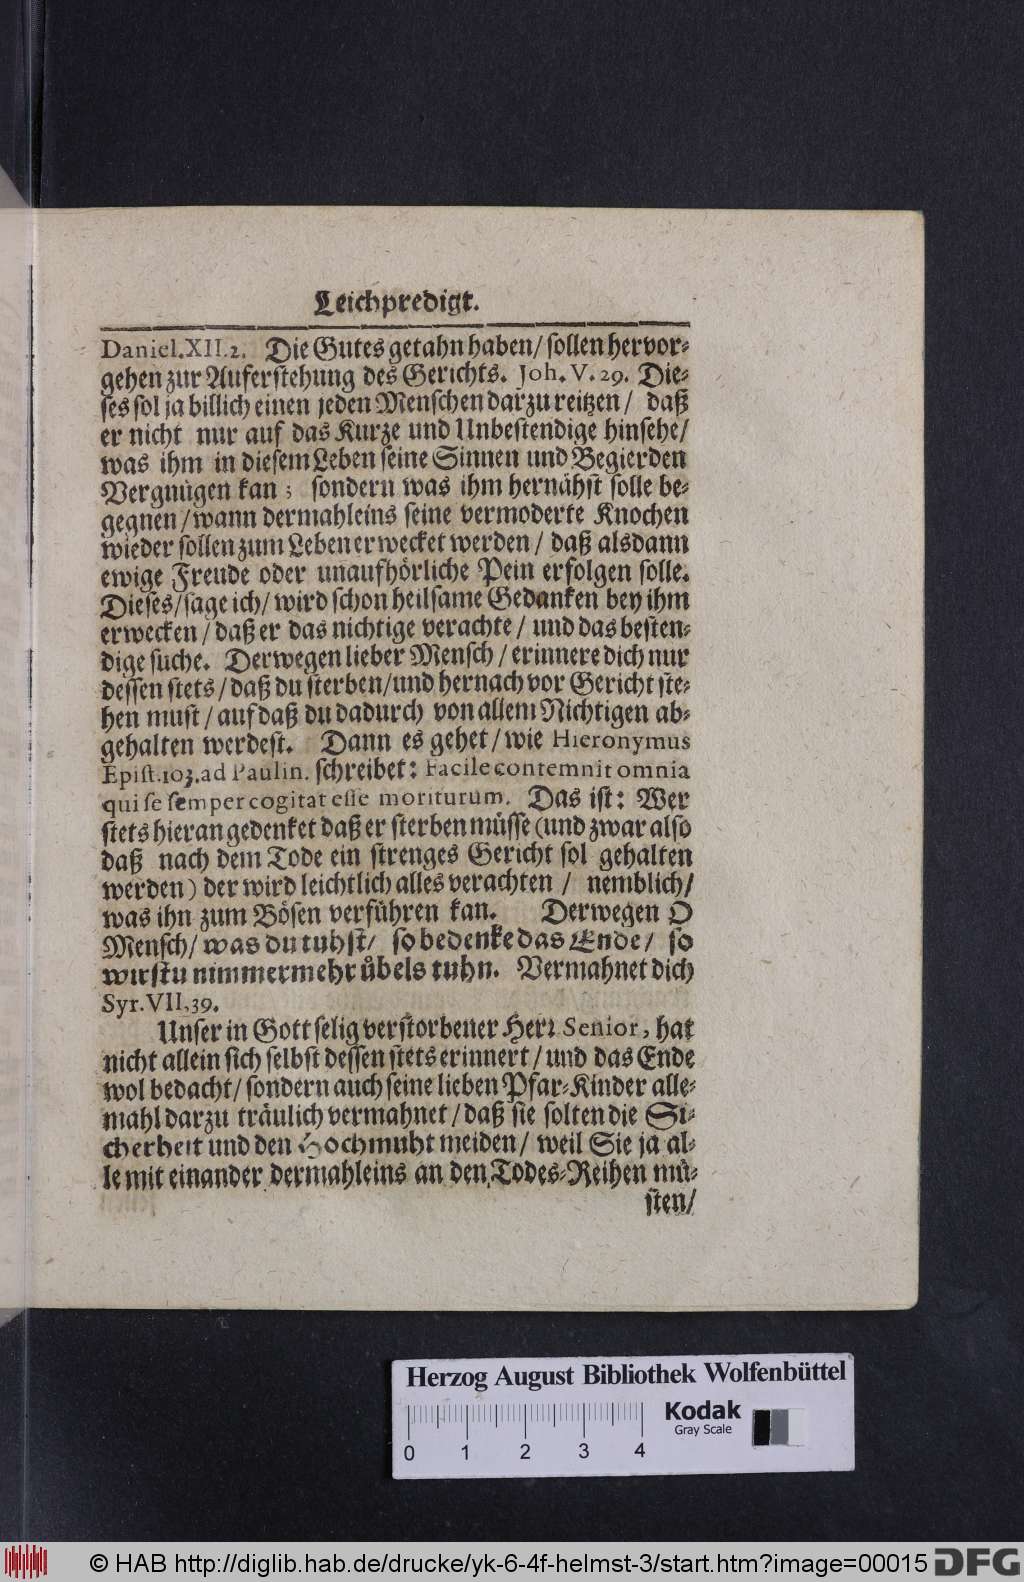 Leichpredigt.
Daniel.XII.2. Die Gutes getahn haben/ sollen hervor-
gehen zur Auferstehung des Gerichts. Joh. V. 29. Die-
ses sol ja billich einen jeden Menschen darzu reitzen/ daß
er nicht nur auf das Kurze und Unbestendige hinsehe/
was ihm in diesem Leben seine Sinnen und Begierden
Vergnügen kan; sondern was ihm hernähst solle be-
gegnen/ wann dermahleins seine vermoderte Knochen
wieder sollen zum Leben erwecket werden/ daß alsdann
ewige Freude oder unaufhörliche Pein erfolgen solle.
Dieses/ sage ich/ wird schon heilsame Gedanken bey ihm
erwecken/ daß er das nichtige verachte/ und das besten-
dige suche. Derwegen lieber Mensch/ erinnere dich nur
dessen stets/ daß du sterben/ und hernach vor Gericht ste-
hen must/ auf daß du dadurch von allem Nichtigen ab-
gehalten werdest. Dann es gehet/ wie Hieronymus
Epist.103.ad Paulin. schreibet: Facile contemnit omnia
qui se semper cogitat esse moriturum. Das ist: Wer
stets hieran gedenket daß er sterben müsse (und zwar also
daß nach dem Tode ein strenges Gericht sol gehalten
werden) der wird leichtlich alles verachten/ nemblich/
was ihn zum Bösen verführen kan. Derwegen O
Mensch/ was du tuhst/ so bedenke das Ende/ so
wirstu nimmermehr übels tuhn. Vermahnet dich
Syr.VII,39.
Unser in Gott selig verstorbener Herr Senior, hat
nicht allein sich selbst dessen stets erinnert/ und das Ende
wol bedacht/ sondern auch seine lieben Pfar-Kinder alle-
mahl darzu träulich vermahnet/ daß sie solten die Si-
cherheit und den Hochmuht meiden/ weil Sie ja al-
le mit einander dermahleins an den Todes-Reihen mü-
sten/
Herzog August Bibliothek Wolfenbüttel
Kodak
Gray Scale
0 1 2 3 4
© HAB http://diglib.hab.de/drucke/yk-6-4f-helmst-3/start.htm?image=00015 DFG